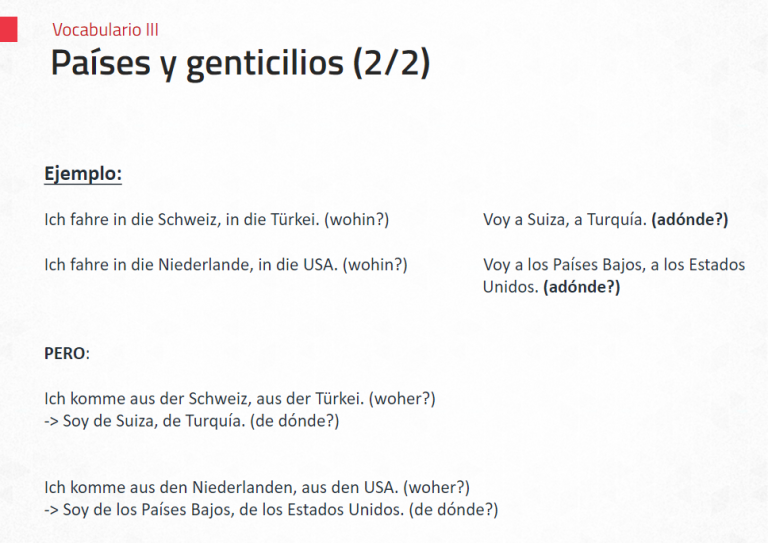 Vocabulario III
Países y genticilios (2/2)
Ejemplo:
Ich fahre in die Schweiz, in die Türkei. (wohin?)
Voy a Suiza, a Turquía. (adónde?)
Ich fahre in die Niederlande, in die USA. (wohin?)
Voy a los Países Bajos, a los Estados
Unidos. (adónde?)
PERO:
Ich komme aus der Schweiz, aus der Türkei. (woher?)
-> Soy de Suiza, de Turquía. (de dónde?)
Ich komme aus den Niederlanden, aus den USA. (woher?)
-> Soy de los Países Bajos, de los Estados Unidos. (de dónde?)